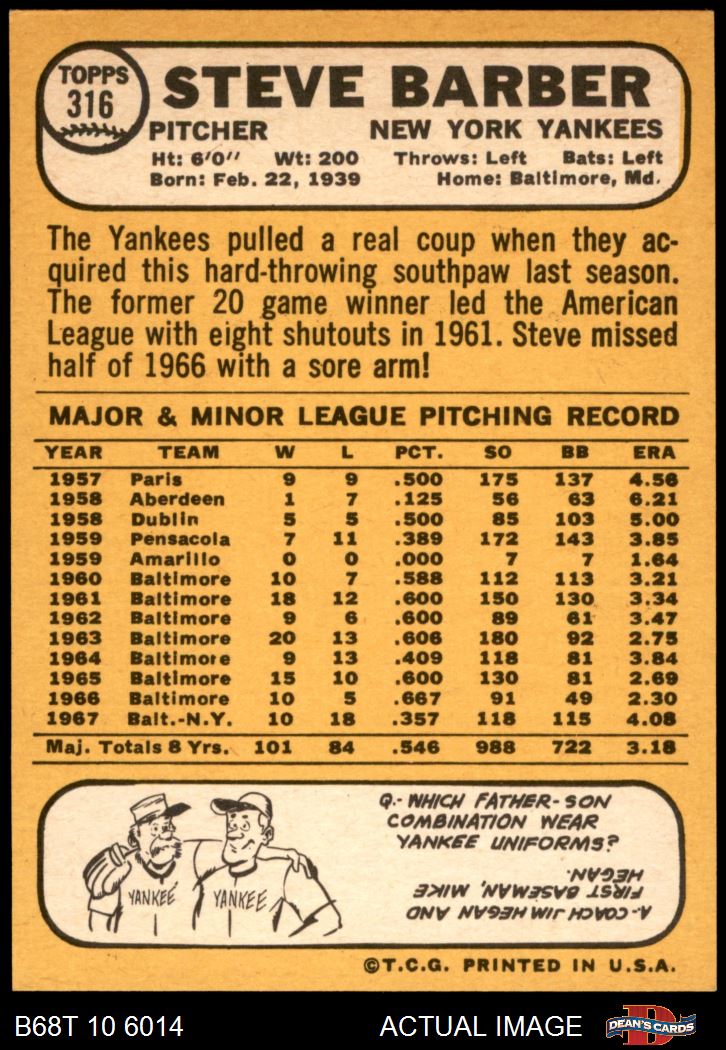 TOPPS
316
STEVE BARBER
PITCHER NEW YORK YANKEES
Ht: 6'0" Wt: 200 Throws: Left Bats: Left
Born: Feb. 22, 1939 Home: Baltimore, Md.
The Yankees pulled a real coup when they ac-
quired this hard-throwing southpaw last season.
The former 20 game winner led the American
League with eight shutouts in 1961. Steve missed
half of 1966 with a sore arm!
MAJOR & MINOR LEAGUE PITCHING RECORD
YEAR TEAM W L PCT. SO BB ERA
1957 Paris 9 9 .500 175 137 4.56
1958 Aberdeen 1 7 .125 56 63 6.21
1958 Dublin 5 5 .500 85 103 5.00
1959 Pensacola 7 11 .389 172 143 3.85
1959 Amarillo 0 0 .000 7 7 1.64
1960 Baltimore 10 7 .588 112 113 3.21
1961 Baltimore 18 12 .600 150 130 3.34
1962 Baltimore 9 6 .600 89 61 3.47
1963 Baltimore 20 13 .606 180 92 2.75
1964 Baltimore 9 13 .409 118 81 3.84
1965 Baltimore 15 10 .600 130 81 2.69
1966 Baltimore 10 5 .667 91 49 2.30
1967 Balt.-N.Y. 10 18 .357 118 115 4.08
Maj. Totals 8 Yrs. 101 84 .546 988 722 3.18
YANKEE YANKEE
Q.- WHICH FATHER-SON
COMBINATION WEAR
YANKEE UNIFORMS?
A.- COACH JIM HEGAN AND
FIRST BASEMAN, MIKE
HEGAN.
©T.C.G. PRINTED IN U.S.A.
B68T 10 6014 ACTUAL IMAGE D DEAN'S CARDS